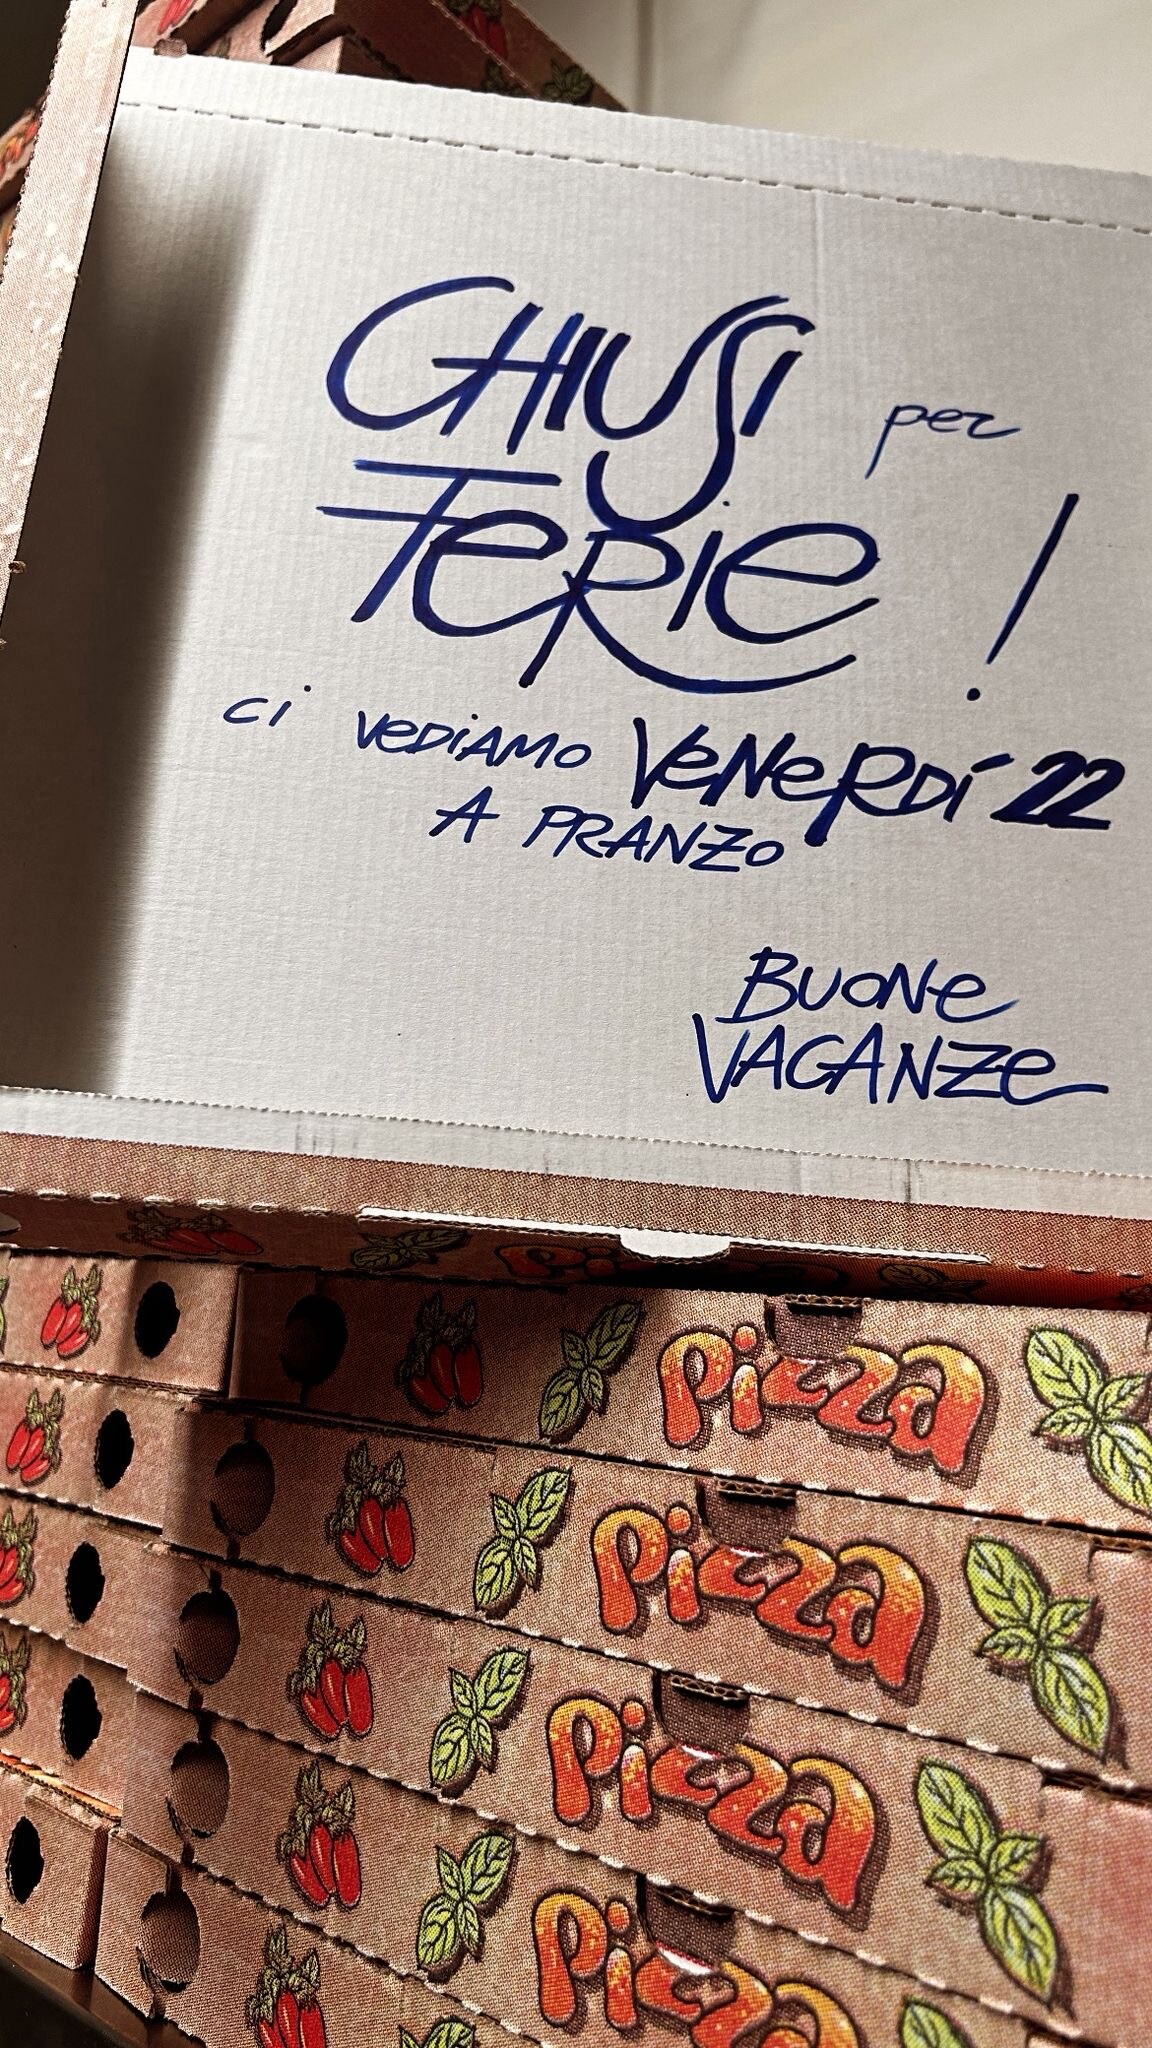 CHIUSI per
FERIE !
ci VEDIAMO VENERDÍ 22
A PRANZO
BUONE
VACANZE
Pizza
Pizza
Pizza
Pizza
Pizza